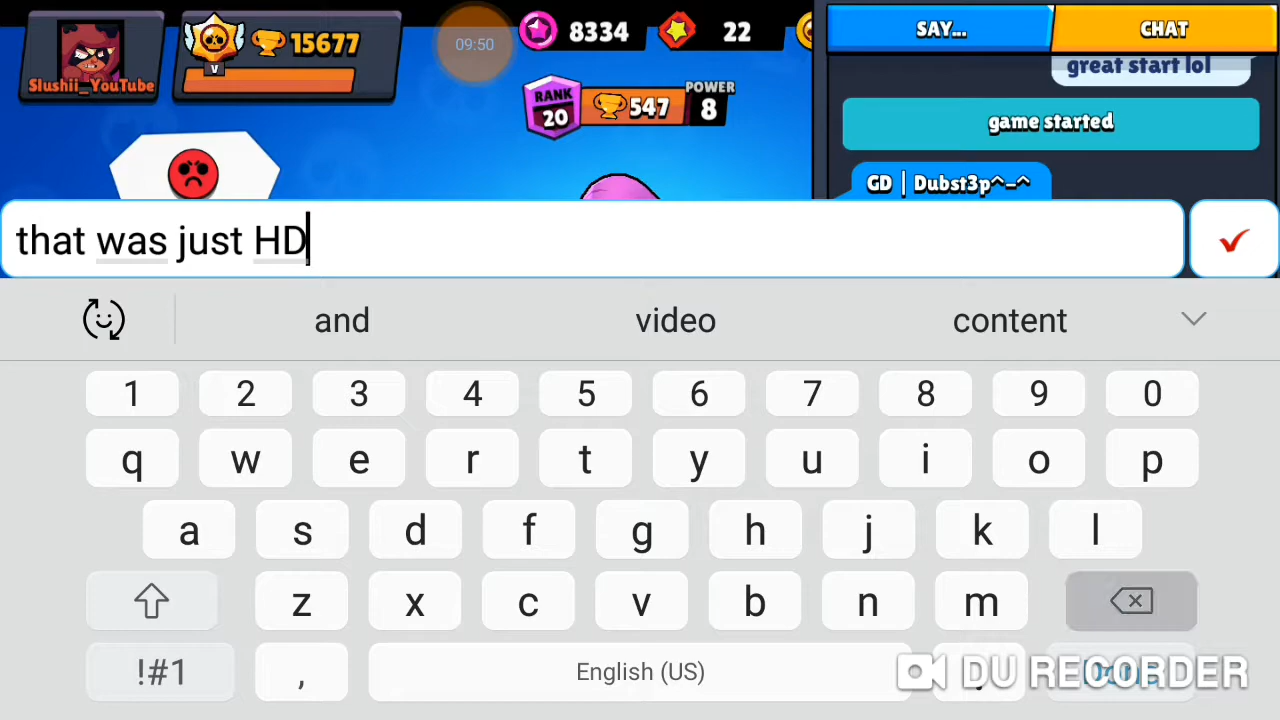 15677
09:50
8334
22
SAY...
CHAT
Slushii_YouTube
V
RANK
20
547
POWER
8
great start lol
game started
GD | Dubst3p^_^
that was just HD
and
video
content
1 2 3 4 5 6 7 8 9 0
q w e r t y u i o p
a s d f g h j k l
z x c v b n m
!#1
,
English (US)
DU RECORDER